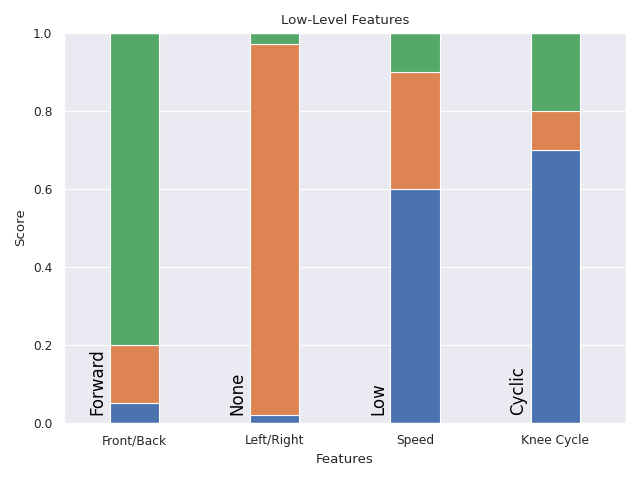 Low-Level Features
1.0
0.8
0.6
0.4
0.2
0.0
Score
Forward
None
Low
Cyclic
Front/Back
Left/Right
Speed
Knee Cycle
Features